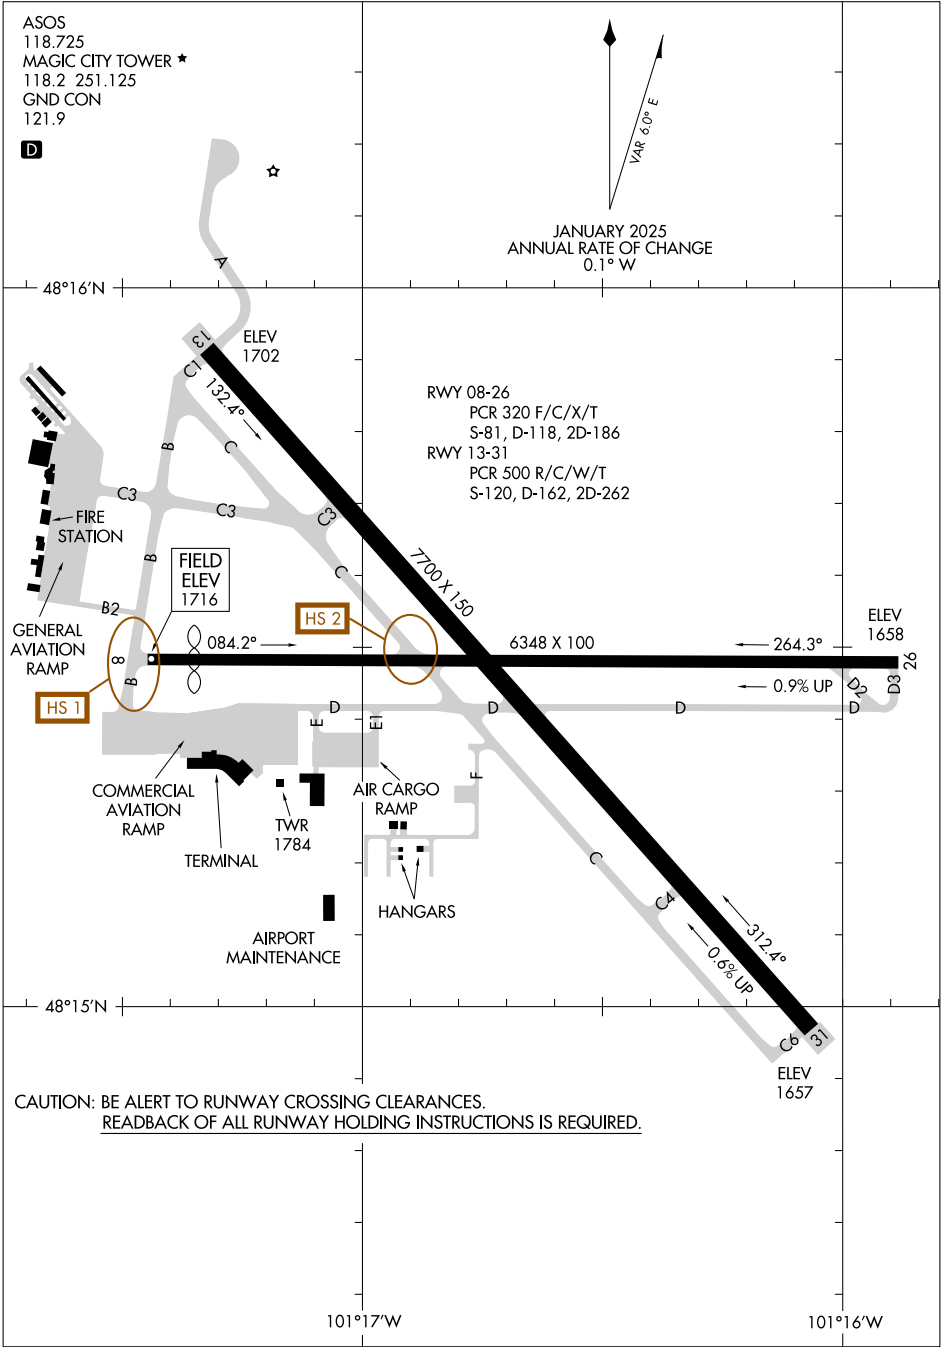 ASOS
118.725
MAGIC CITY TOWER ★
118.2 251.125
GND CON
121.9
D
VAR 6.0° E
JANUARY 2025
ANNUAL RATE OF CHANGE
0.1° W
A
48°16'N
13
ELEV
1702
C1
132.4°
RWY 08-26
PCR 320 F/C/X/T
S-81, D-118, 2D-186
RWY 13-31
PCR 500 R/C/W/T
S-120, D-162, 2D-262
B
C
C3
C3
C3
FIRE
STATION
B
C
7700 X 150
FIELD
ELEV
1716
B2
HS 2
GENERAL
AVIATION
RAMP
084.2°
6348 X 100
264.3°
ELEV
1658
8
26
B
HS 1
0.9% UP
D2
D3
D
D
D
D
E
E1
F
COMMERCIAL
AVIATION
RAMP
AIR CARGO
RAMP
TWR
1784
TERMINAL
C
HANGARS
C4
AIRPORT
MAINTENANCE
312.4°
0.6% UP
48°15'N
C6
31
ELEV
1657
CAUTION: BE ALERT TO RUNWAY CROSSING CLEARANCES.
READBACK OF ALL RUNWAY HOLDING INSTRUCTIONS IS REQUIRED.
101°17'W
101°16'W